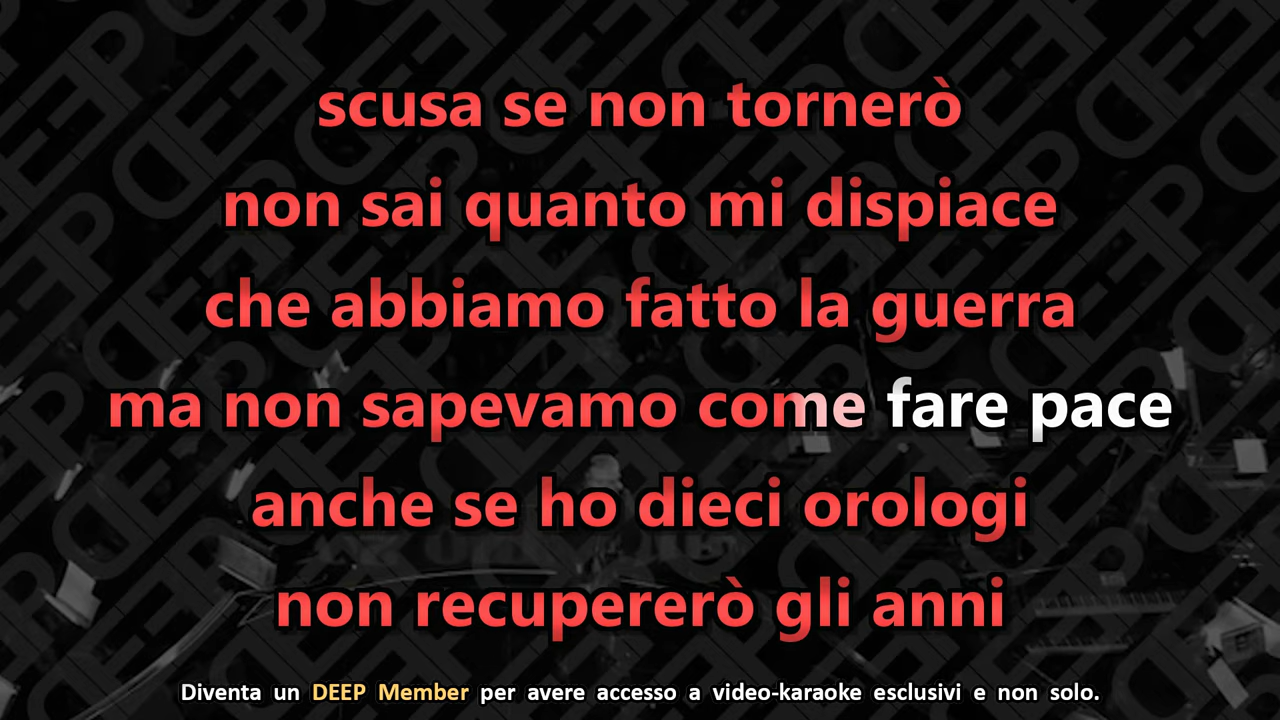 scusa se non tornerò
non sai quanto mi dispiace
che abbiamo fatto la guerra
ma non sapevamo come fare pace
anche se ho dieci orologi
non recupererò gli anni
Diventa un DEEP Member per avere accesso a video-karaoke esclusivi e non solo.